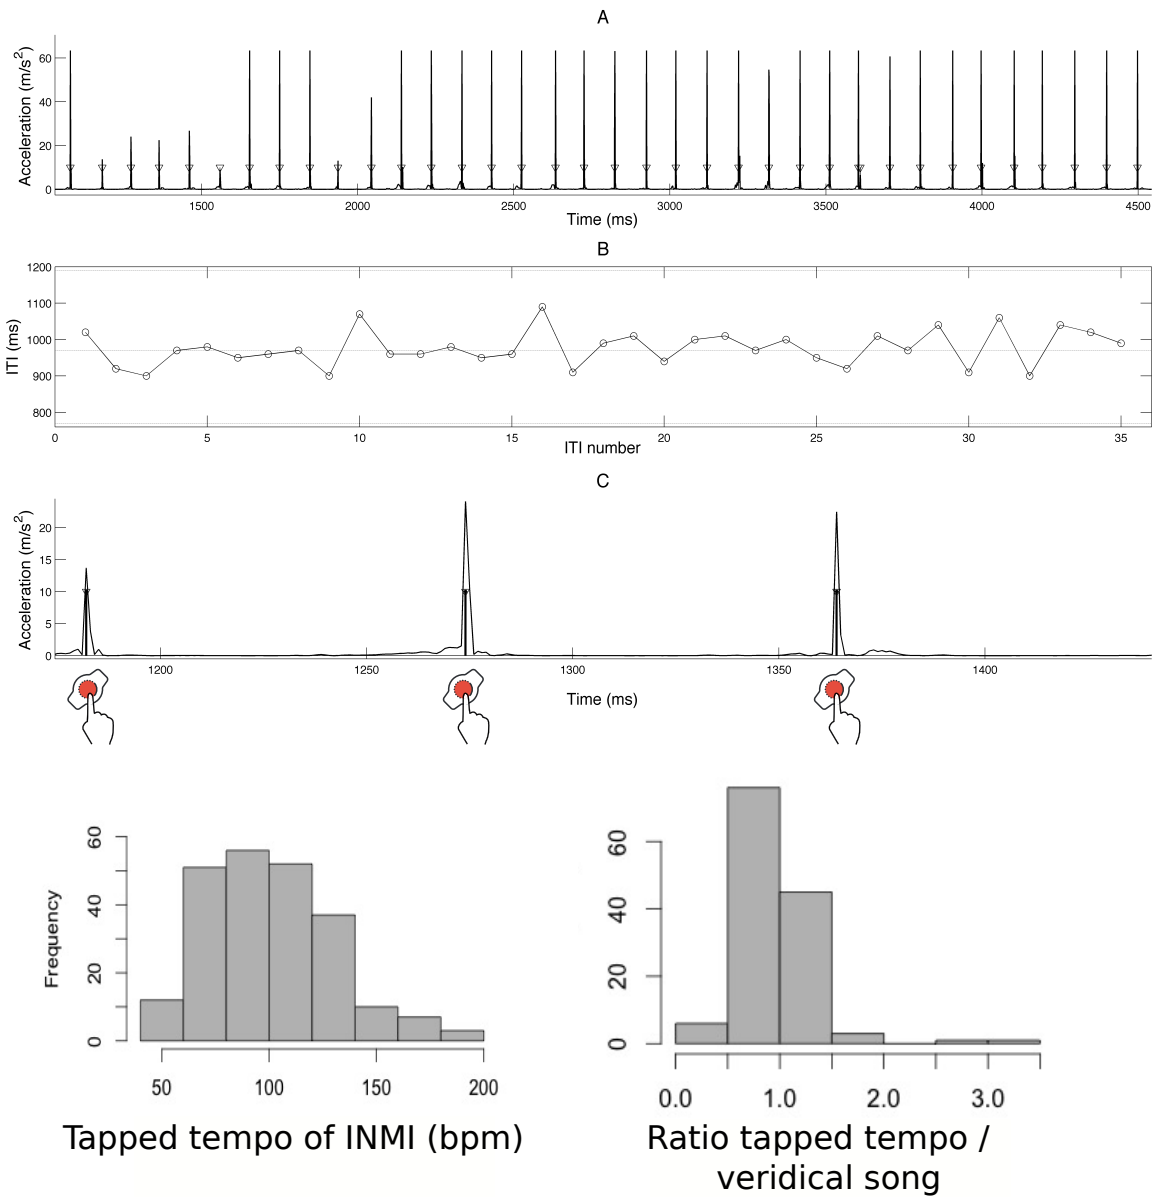 A
Acceleration (m/s²)
60
40
20
0
1500 2000 2500 3000 3500 4000 4500
Time (ms)
B
ITI (ms)
1200
1100
1000
900
800
0 5 10 15 20 25 30 35
ITI number
C
Acceleration (m/s²)
20
15
10
5
0
1200 1250 1300 1350 1400
Time (ms)
Frequency
60
40
20
0
50 100 150 200
Tapped tempo of INMI (bpm)
60
40
20
0
0.0 1.0 2.0 3.0
Ratio tapped tempo /
veridical song